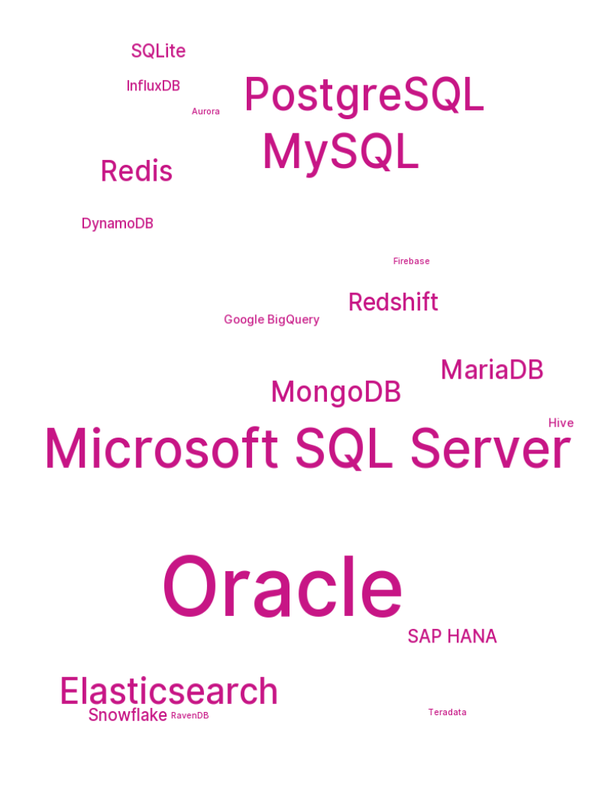 SQLite
InfluxDB
PostgreSQL
Aurora
MySQL
Redis
DynamoDB
Firebase
Redshift
Google BigQuery
MariaDB
MongoDB
Hive
Microsoft SQL Server
Oracle
SAP HANA
Elasticsearch
Snowflake
RavenDB
Teradata